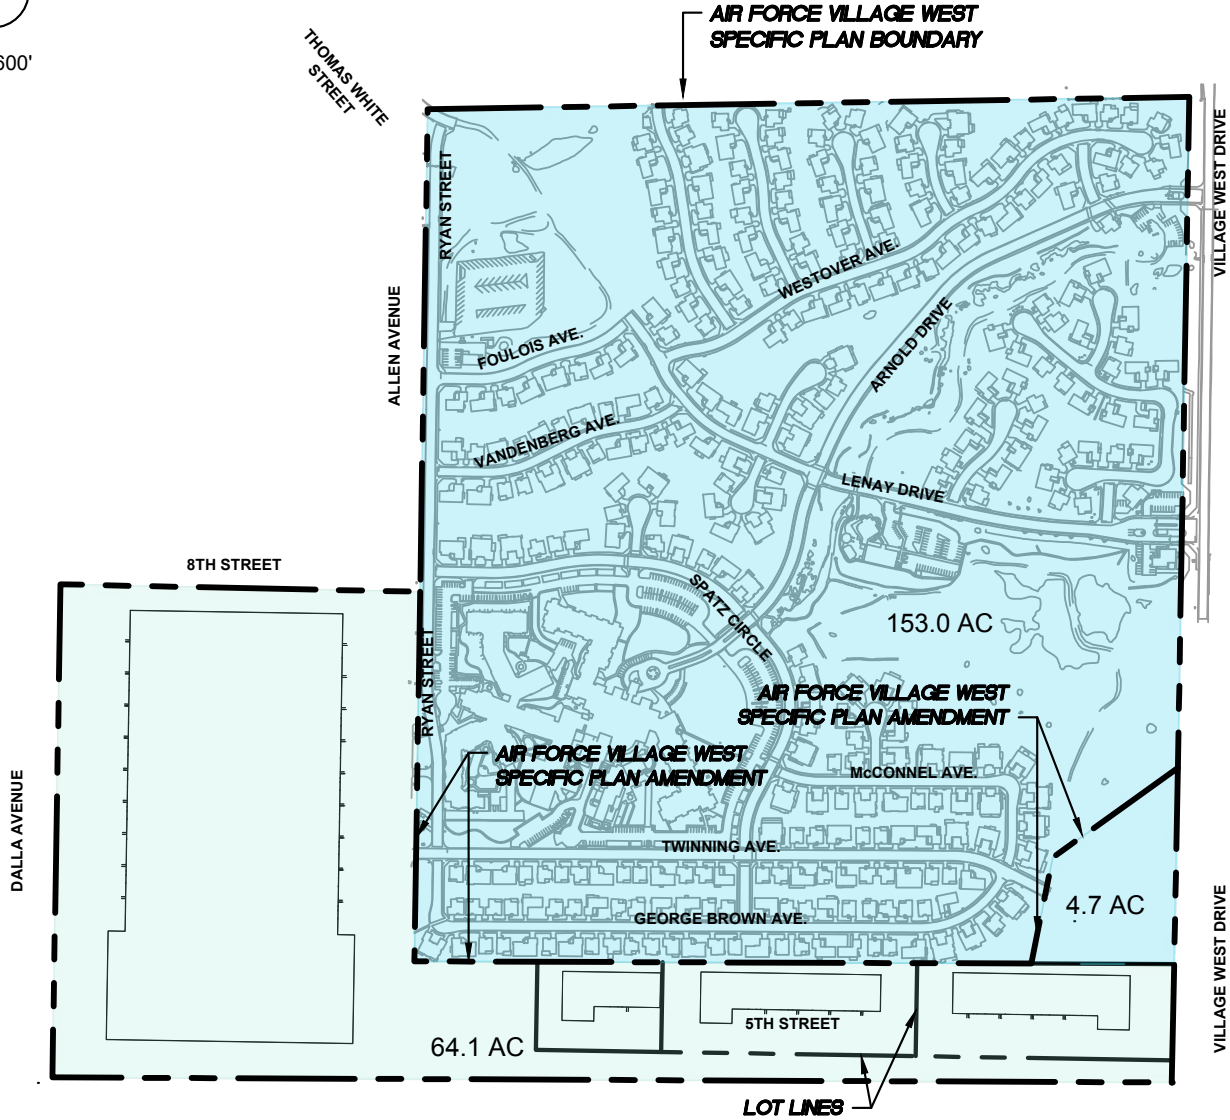 AIR FORCE VILLAGE WEST
SPECIFIC PLAN BOUNDARY
600'
THOMAS WHITE
STREET
VILLAGE WEST DRIVE
RYAN STREET
WESTOVER AVE.
ALLEN AVENUE
ARNOLD DRIVE
FOULOIS AVE.
VANDENBERG AVE.
LENAY DRIVE
8TH STREET
SPATZ CIRCLE
153.0 AC
RYAN STREET
AIR FORCE VILLAGE WEST
SPECIFIC PLAN AMENDMENT
AIR FORCE VILLAGE WEST
SPECIFIC PLAN AMENDMENT
McCONNEL AVE.
DALLA AVENUE
TWINNING AVE.
4.7 AC
GEORGE BROWN AVE.
VILLAGE WEST DRIVE
5TH STREET
64.1 AC
LOT LINES